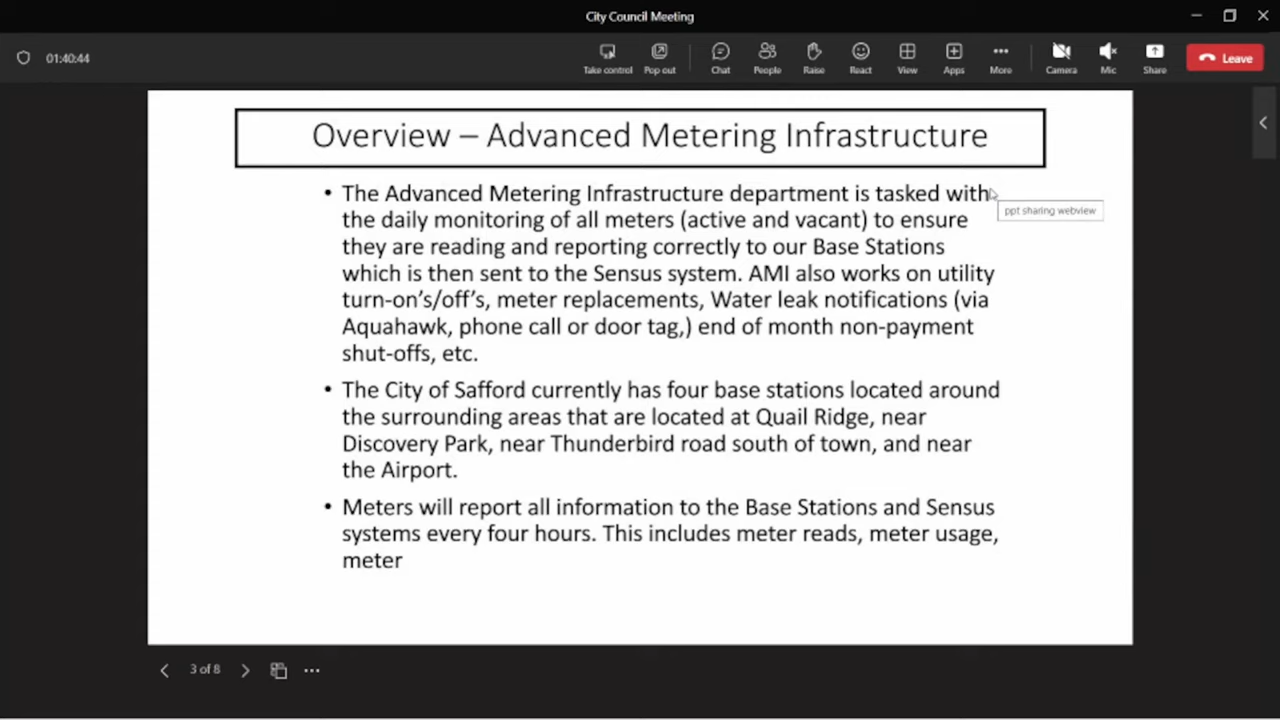 City Council Meeting
01:40:44
Take control
Pop out
Chat
People
Raise
React
View
Apps
More
Camera
Mic
Share
Leave
Overview – Advanced Metering Infrastructure
• The Advanced Metering Infrastructure department is tasked with
ppt sharing webview
the daily monitoring of all meters (active and vacant) to ensure
they are reading and reporting correctly to our Base Stations
which is then sent to the Sensus system. AMI also works on utility
turn-on's/off's, meter replacements, Water leak notifications (via
Aquahawk, phone call or door tag,) end of month non-payment
shut-offs, etc.
• The City of Safford currently has four base stations located around
the surrounding areas that are located at Quail Ridge, near
Discovery Park, near Thunderbird road south of town, and near
the Airport.
• Meters will report all information to the Base Stations and Sensus
systems every four hours. This includes meter reads, meter usage,
meter
3 of 8